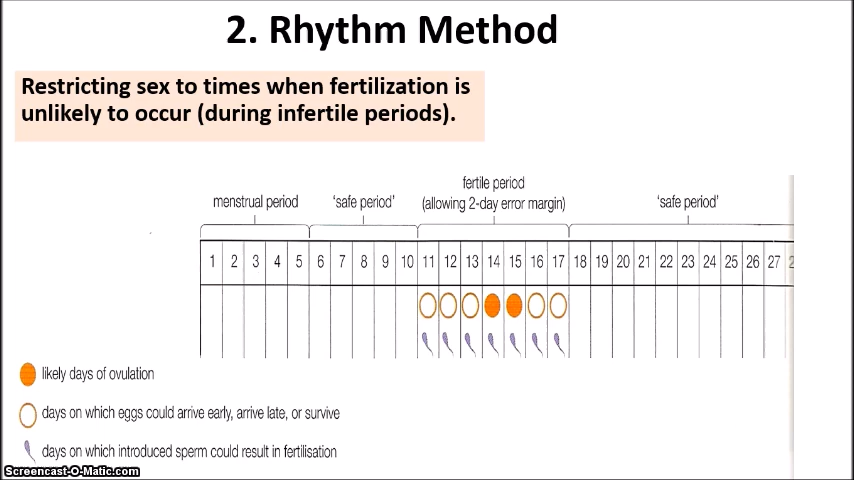 2. Rhythm Method
Restricting sex to times when fertilization is
unlikely to occur (during infertile periods).
fertile period
menstrual period 'safe period' (allowing 2-day error margin) 'safe period'
1 2 3 4 5 6 7 8 9 10 11 12 13 14 15 16 17 18 19 20 21 22 23 24 25 26 27 2
likely days of ovulation
days on which eggs could arrive early, arrive late, or survive
days on which introduced sperm could result in fertilisation
Screencast-O-Matic.com